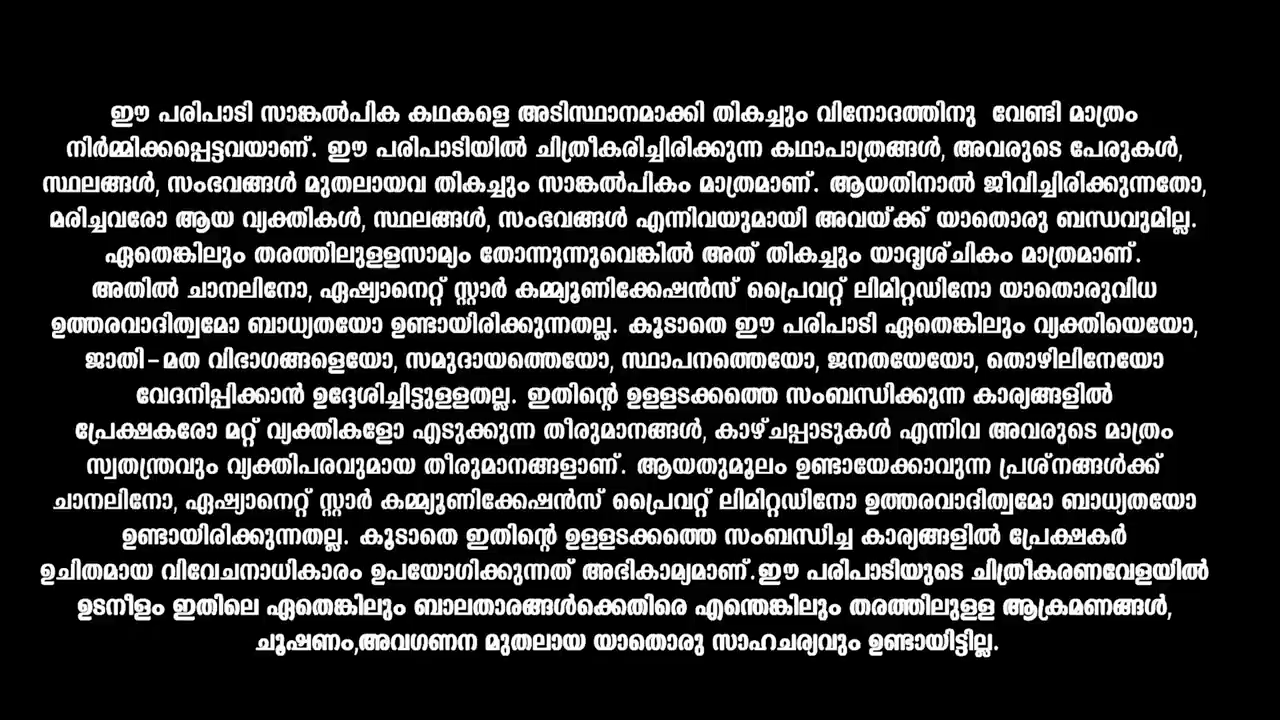 ഈ പരിപാടി സാങ്കൽപിക കഥകളെ അടിസ്ഥാനമാക്കി തികച്ചും വിനോദത്തിനു വേണ്ടി മാത്രം
നിർമ്മിക്കപ്പെട്ടവയാണ്. ഈ പരിപാടിയിൽ ചിത്രീകരിച്ചിരിക്കുന്ന കഥാപാത്രങ്ങൾ, അവരുടെ പേരുകൾ,
സ്ഥലങ്ങൾ, സംഭവങ്ങൾ മുതലായവ തികച്ചും സാങ്കൽപികം മാത്രമാണ്. ആയതിനാൽ ജീവിച്ചിരിക്കുന്നതോ,
മരിച്ചവരോ ആയ വ്യക്തികൾ, സ്ഥലങ്ങൾ, സംഭവങ്ങൾ എന്നിവയുമായി അവയ്ക്ക് യാതൊരു ബന്ധവുമില്ല.
ഏതെങ്കിലും തരത്തിലുളളസാമ്യം തോന്നുന്നുവെങ്കിൽ അത് തികച്ചും യാദൃശ്ചികം മാത്രമാണ്.
അതിൽ ചാനലിനോ, ഏഷ്യാനെറ്റ് സ്റ്റാർ കമ്മ്യൂണിക്കേഷൻസ് പ്രൈവറ്റ് ലിമിറ്റഡിനോ യാതൊരുവിധ
ഉത്തരവാദിത്വമോ ബാധ്യതയോ ഉണ്ടായിരിക്കുന്നതല്ല. കൂടാതെ ഈ പരിപാടി ഏതെങ്കിലും വ്യക്തിയെയോ,
ജാതി-മത വിഭാഗങ്ങളെയോ, സമുദായത്തെയോ, സ്ഥാപനത്തെയോ, ജനതയേയോ, തൊഴിലിനേയോ
വേദനിപ്പിക്കാൻ ഉദ്ദേശിച്ചിട്ടുളളതല്ല. ഇതിന്റെ ഉളളടക്കത്തെ സംബന്ധിക്കുന്ന കാര്യങ്ങളിൽ
പ്രേക്ഷകരോ മറ്റ് വ്യക്തികളോ എടുക്കുന്ന തീരുമാനങ്ങൾ, കാഴ്ചപ്പാടുകൾ എന്നിവ അവരുടെ മാത്രം
സ്വതന്ത്രവും വ്യക്തിപരവുമായ തീരുമാനങ്ങളാണ്. ആയതുമൂലം ഉണ്ടായേക്കാവുന്ന പ്രശ്നങ്ങൾക്ക്
ചാനലിനോ, ഏഷ്യാനെറ്റ് സ്റ്റാർ കമ്മ്യൂണിക്കേഷൻസ് പ്രൈവറ്റ് ലിമിറ്റഡിനോ ഉത്തരവാദിത്വമോ ബാധ്യതയോ
ഉണ്ടായിരിക്കുന്നതല്ല. കൂടാതെ ഇതിന്റെ ഉളളടക്കത്തെ സംബന്ധിച്ച കാര്യങ്ങളിൽ പ്രേക്ഷകർ
ഉചിതമായ വിവേചനാധികാരം ഉപയോഗിക്കുന്നത് അഭികാമ്യമാണ്.ഈ പരിപാടിയുടെ ചിത്രീകരണവേളയിൽ
ഉടനീളം ഇതിലെ ഏതെങ്കിലും ബാലതാരങ്ങൾക്കെതിരെ എന്തെങ്കിലും തരത്തിലുളള ആക്രമണങ്ങൾ,
ചൂഷണം,അവഗണന മുതലായ യാതൊരു സാഹചര്യവും ഉണ്ടായിട്ടില്ല.